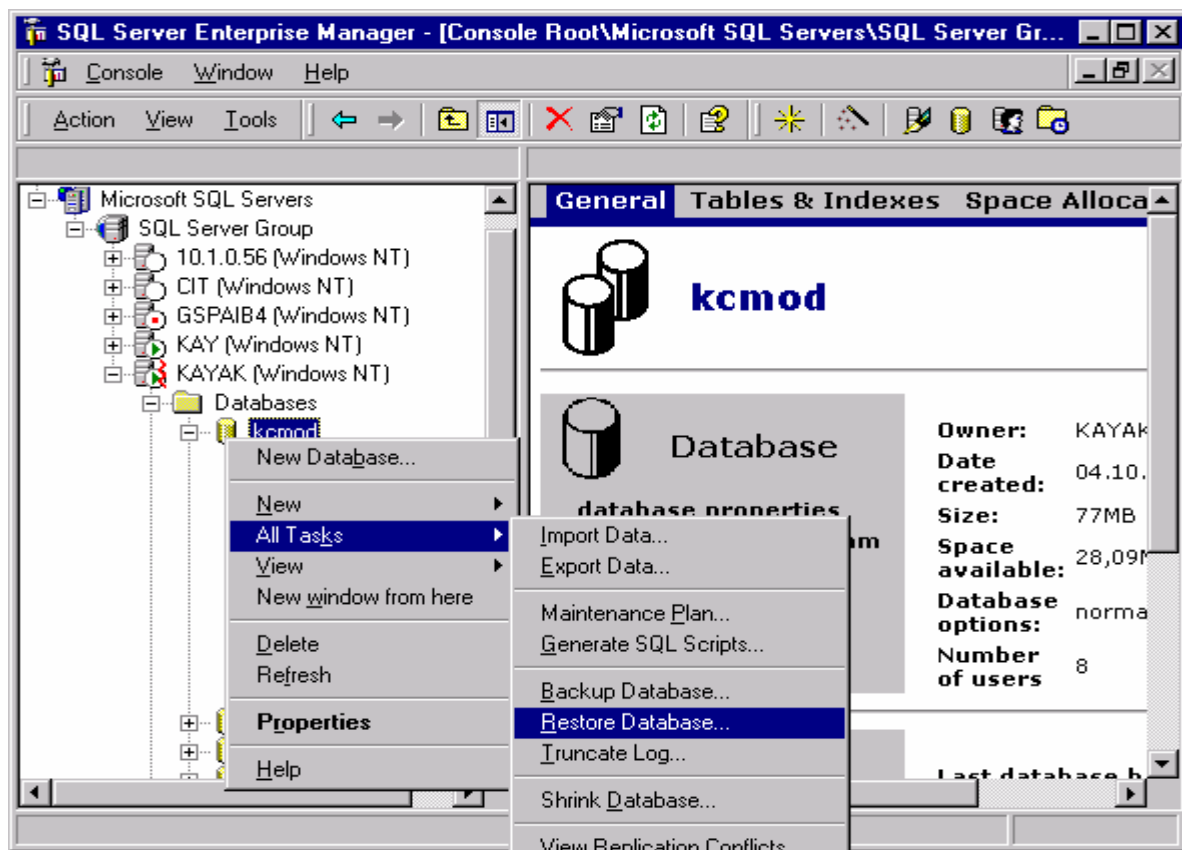 SQL Server Enterprise Manager - [Console Root\Microsoft SQL Servers\SQL Server Gr...
Console Window Help
Action View Tools
Microsoft SQL Servers
SQL Server Group
10.1.0.56 (Windows NT)
CIT (Windows NT)
GSPAIB4 (Windows NT)
KAY (Windows NT)
KAYAK (Windows NT)
Databases
kcmod
New Database...
New
All Tasks
View
New window from here
Delete
Refresh
Properties
Help
Import Data...
Export Data...
Maintenance Plan...
Generate SQL Scripts...
Backup Database...
Restore Database...
Truncate Log...
Shrink Database...
View Replication Conflicts
General Tables & Indexes Space Alloca
kcmod
Database
database properties
Owner: KAYAK
Date
created: 04.10.
Size: 77MB
Space
available: 28,09
Database
options: norma
Number
of users 8
Last database b